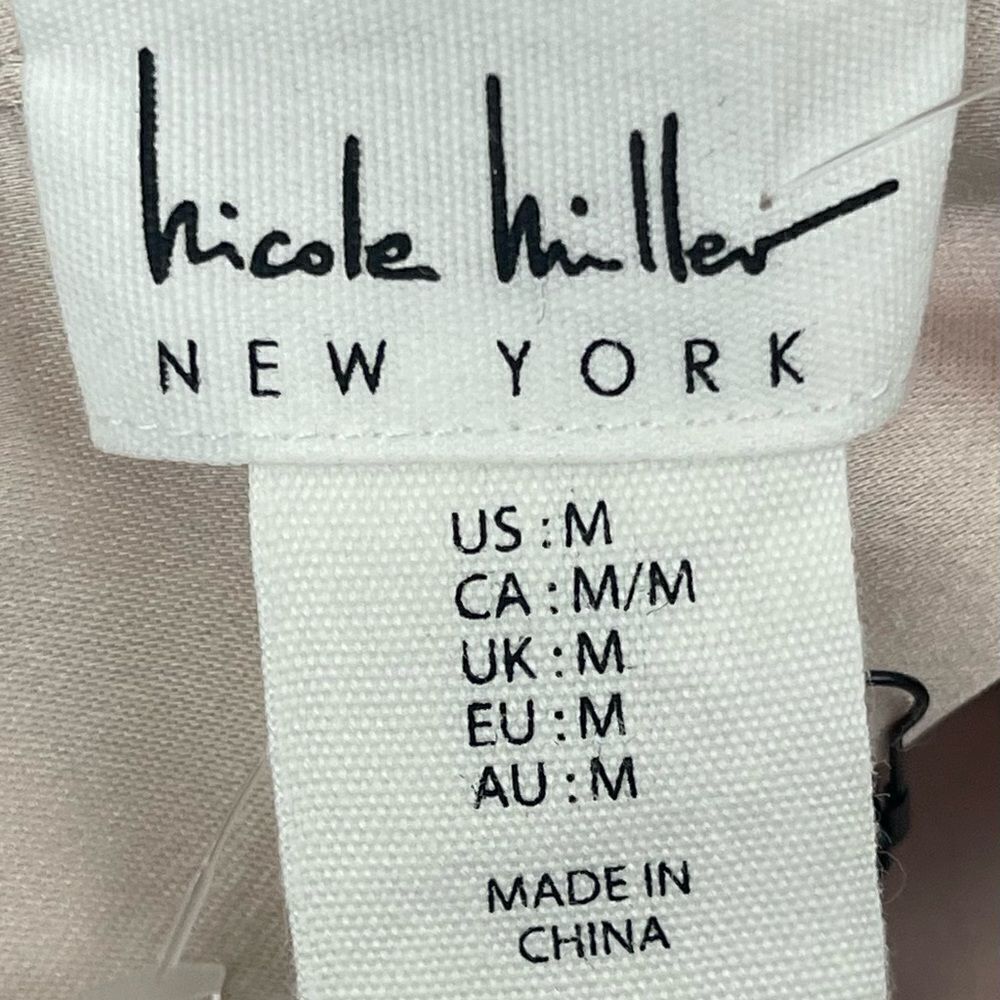 nicole miller
NEW YORK
US : M
CA : M/M
UK : M
EU : M
AU : M
MADE IN
CHINA